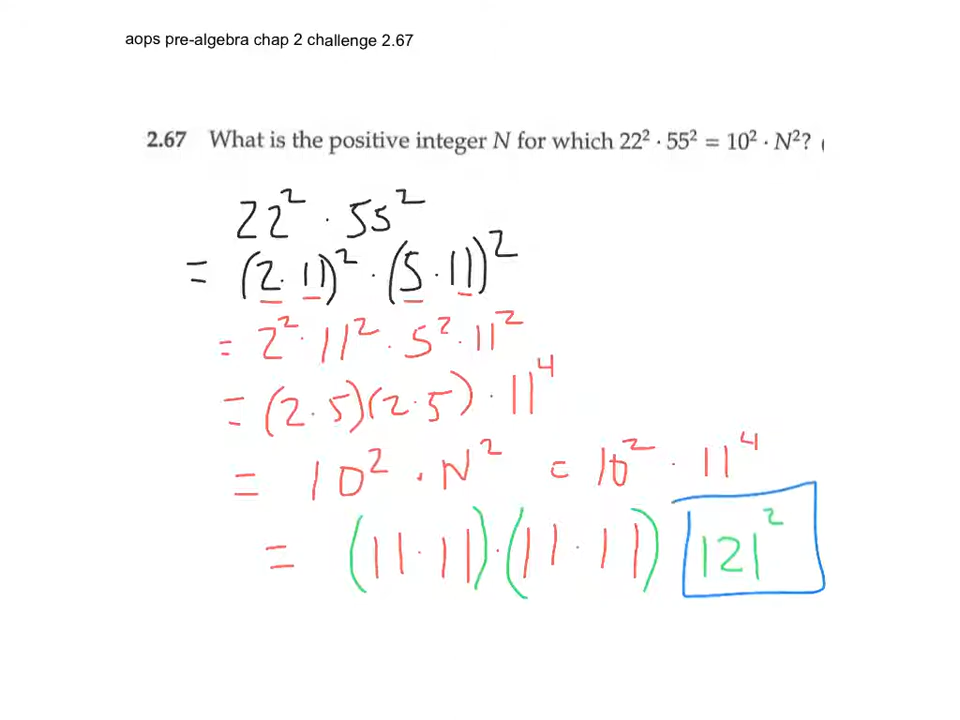 aops pre-algebra chap 2 challenge 2.67
2.67 What is the positive integer N for which 22² · 55² = 10² · N²? (
22² · 55²
= (2 · 11)² · (5 · 11)²
= 2² · 11² · 5² · 11²
= (2 · 5)(2 · 5) · 11⁴
= 10² · N² = 10² · 11⁴
= (11 · 11) · (11 · 11) 121²